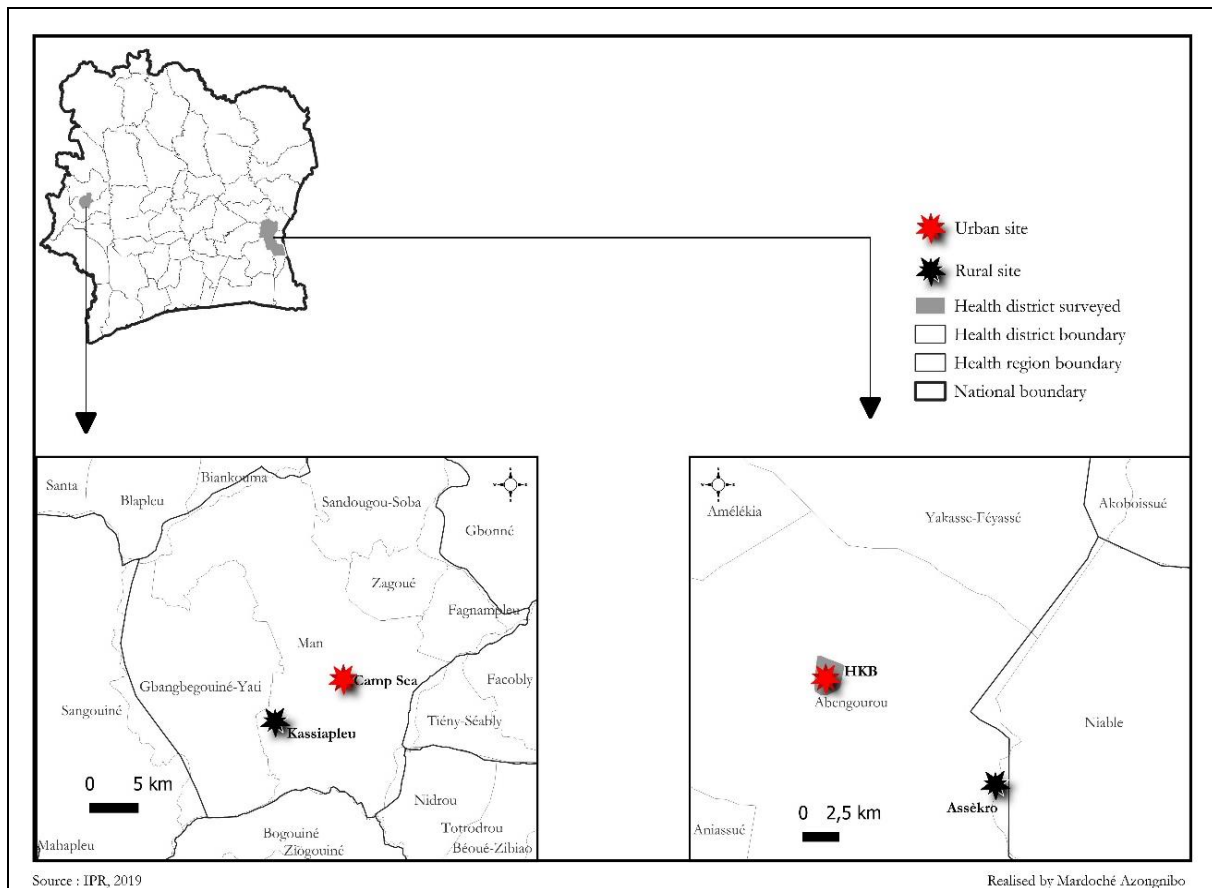 Urban site
Rural site
Health district surveyed
Health district boundary
Health region boundary
National boundary
Santa
Blapleu
Biankouma
Sandougou-Soba
Gbonné
Zagoué
Fagnampleu
Man
Camp Sea
Gbangbegouiné-Yati
Facobly
Sangouiné
Kassiapleu
Tiény-Séably
0 5 km
Nidrou
Totrodrou
Bogouiné
Ziogouiné
Béoué-Zibiao
Mahapleu
Amélékia
Yakasse-Féyassé
Akoboissué
HKB
Abengourou
Niable
Assèkro
0 2,5 km
Aniassué
Source : IPR, 2019
Realised by Mardoché Azongnibo